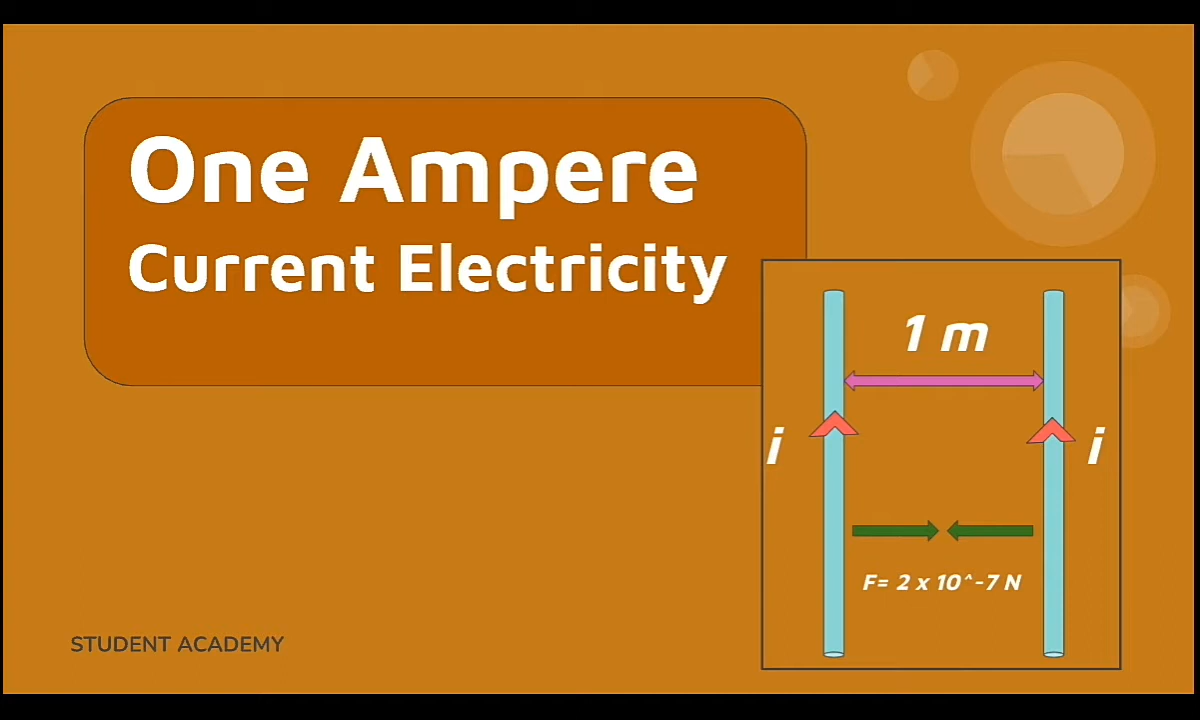 One Ampere
Current Electricity
1 m
i
i
F= 2 x 10^-7 N
STUDENT ACADEMY